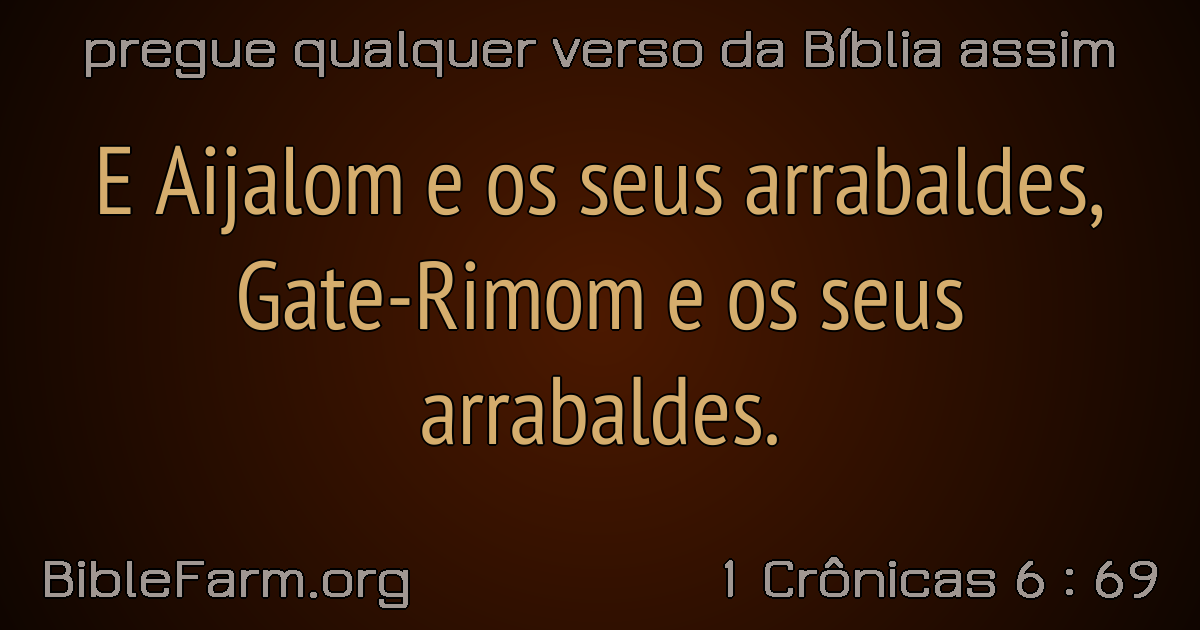 pregue qualquer verso da Bíblia assim
E Aijalom e os seus arrabaldes,
Gate-Rimom e os seus
arrabaldes.
BibleFarm.org
1 Crônicas 6 : 69